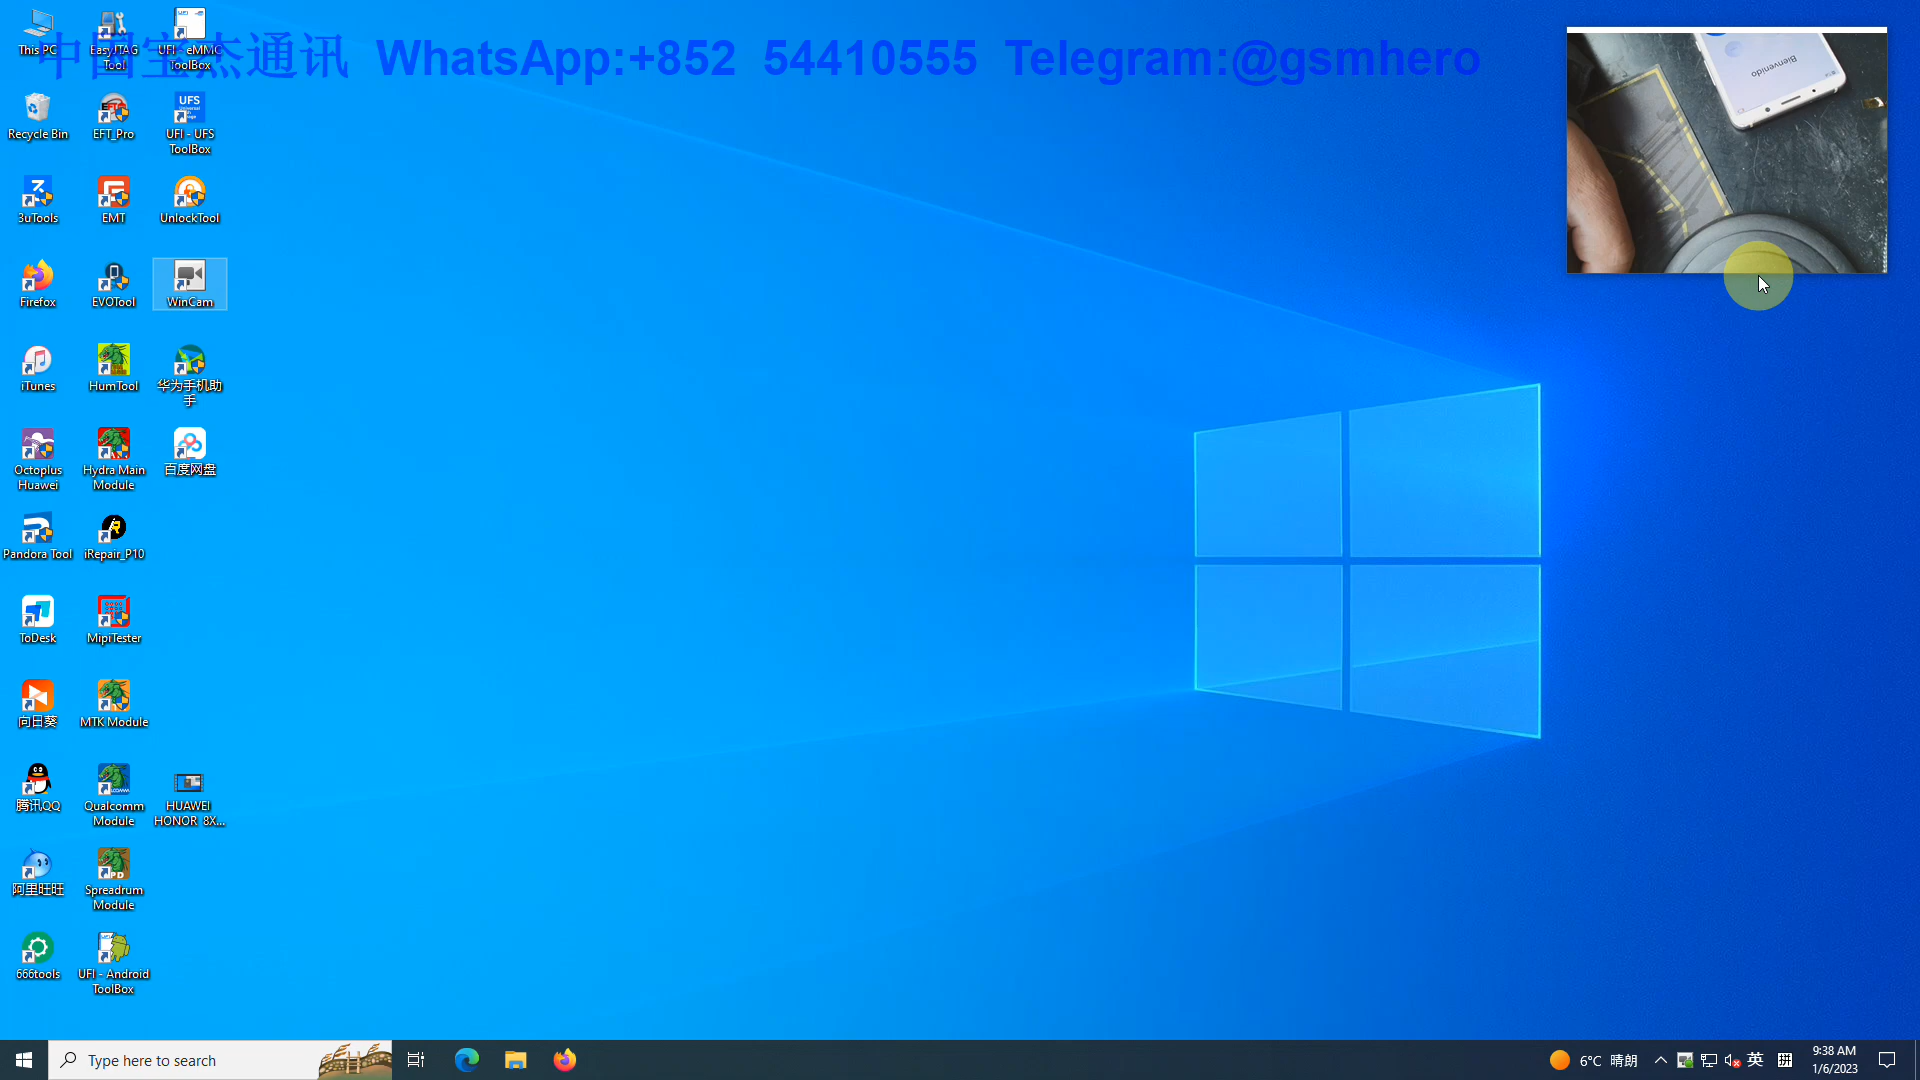 中国宝杰通讯 WhatsApp:+852 54410555 Telegram:@gsmhero
This PC
EasyJTAG
Tool
UFI - eMMC
ToolBox
Recycle Bin
EFT_Pro
UFI - UFS
ToolBox
3uTools
EMT
UnlockTool
Firefox
EVOTool
WinCam
iTunes
HumTool
华为手机助
手
Octoplus
Huawei
Hydra Main
Module
百度网盘
Pandora Tool
iRepair_P10
ToDesk
MipiTester
向日葵
MTK Module
腾讯QQ
Qualcomm
Module
HUAWEI
HONOR 8X...
阿里旺旺
Spreadrum
Module
666tools
UFI - Android
ToolBox
Bienvenido
Type here to search
6°C 晴朗
英
拼
9:38 AM
1/6/2023